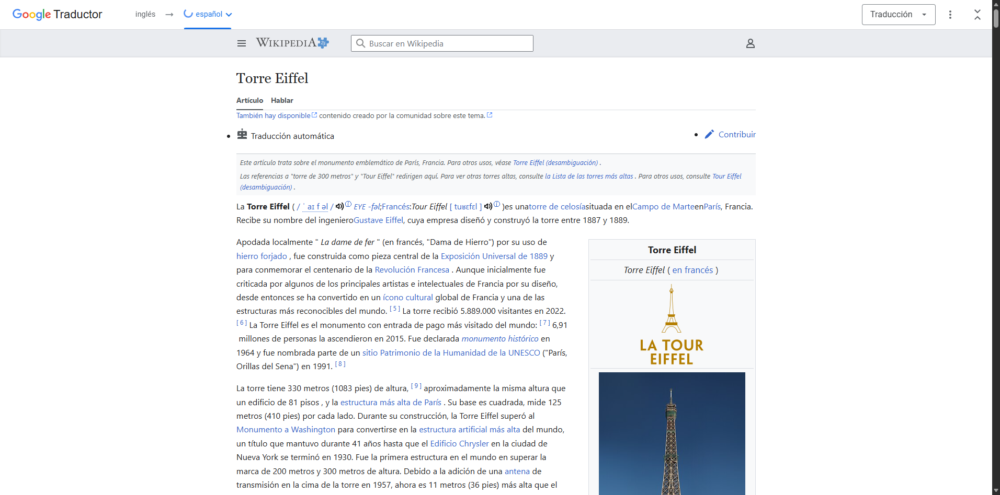 Google Traductor
inglés → español
Traducción
WIKIPEDIA 25
Buscar en Wikipedia
Torre Eiffel
Artículo Hablar
También hay disponible contenido creado por la comunidad sobre este tema.
Traducción automática
Contribuir
Este artículo trata sobre el monumento emblemático de París, Francia. Para otros usos, véase Torre Eiffel (desambiguación) .
Las referencias a "torre de 300 metros" y "Tour Eiffel" redirigen aquí. Para ver otras torres altas, consulte la Lista de las torres más altas . Para otros usos, consulte Tour Eiffel
(desambiguación) .
La Torre Eiffel ( / ˈ aɪ f əl / ⓘ EYE -fəl;Francés:Tour Eiffel [ tuʁɛfɛl ] ⓘ )es unatorre de celosíasituada en elCampo de MarteenParís, Francia.
Recibe su nombre del ingenieroGustave Eiffel, cuya empresa diseñó y construyó la torre entre 1887 y 1889.
Apodada localmente " La dame de fer " (en francés, "Dama de Hierro") por su uso de
hierro forjado , fue construida como pieza central de la Exposición Universal de 1889 y
para conmemorar el centenario de la Revolución Francesa . Aunque inicialmente fue
criticada por algunos de los principales artistas e intelectuales de Francia por su diseño,
desde entonces se ha convertido en un ícono cultural global de Francia y una de las
estructuras más reconocibles del mundo. [ 5 ] La torre recibió 5.889.000 visitantes en 2022.
[ 6 ] La Torre Eiffel es el monumento con entrada de pago más visitado del mundo: [ 7 ] 6,91
millones de personas la ascendieron en 2015. Fue declarada monumento histórico en
1964 y fue nombrada parte de un sitio Patrimonio de la Humanidad de la UNESCO ("París,
Orillas del Sena") en 1991. [ 8 ]
La torre tiene 330 metros (1083 pies) de altura, [ 9 ] aproximadamente la misma altura que
un edificio de 81 pisos , y la estructura más alta de París . Su base es cuadrada, mide 125
metros (410 pies) por cada lado. Durante su construcción, la Torre Eiffel superó al
Monumento a Washington para convertirse en la estructura artificial más alta del mundo,
un título que mantuvo durante 41 años hasta que el Edificio Chrysler en la ciudad de
Nueva York se terminó en 1930. Fue la primera estructura en el mundo en superar la
marca de 200 metros y 300 metros de altura. Debido a la adición de una antena de
transmisión en la cima de la torre en 1957, ahora es 11 metros (36 pies) más alta que el
Torre Eiffel
Torre Eiffel ( en francés )
LA TOUR
EIFFEL